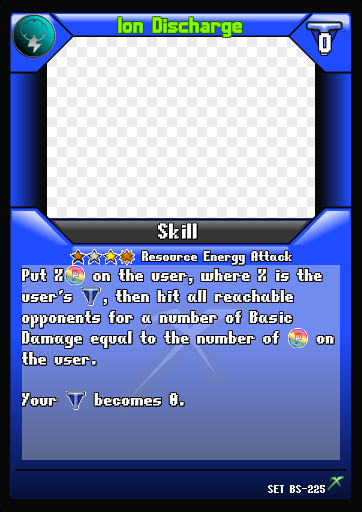 Ion Discharge
0
Skill
Resource Energy Attack
Put X P on the user, where X is the
user's , then hit all reachable
opponents for a number of Basic
Damage equal to the number of P on
the user.
Your becomes 0.
SET BS-225